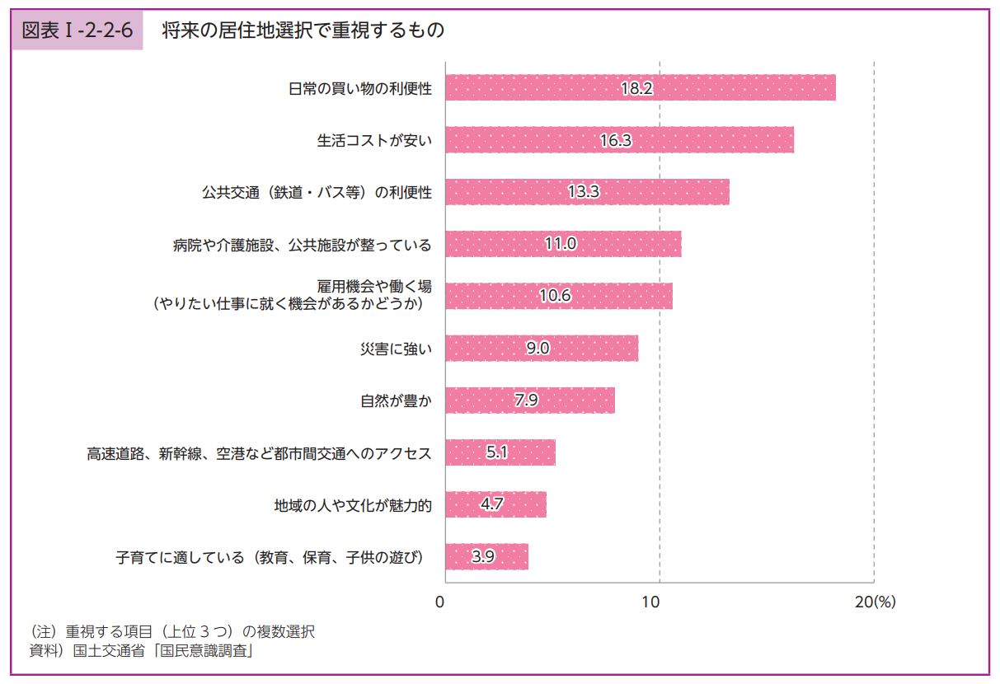 図表Ⅰ-2-2-6 将来の居住地選択で重視するもの
日常の買い物の利便性 18.2
生活コストが安い 16.3
公共交通（鉄道・バス等）の利便性 13.3
病院や介護施設、公共施設が整っている 11.0
雇用機会や働く場
（やりたい仕事に就く機会があるかどうか） 10.6
災害に強い 9.0
自然が豊か 7.9
高速道路、新幹線、空港など都市間交通へのアクセス 5.1
地域の人や文化が魅力的 4.7
子育てに適している（教育、保育、子供の遊び） 3.9
0 10 20(%)
（注）重視する項目（上位3つ）の複数選択
資料）国土交通省「国民意識調査」